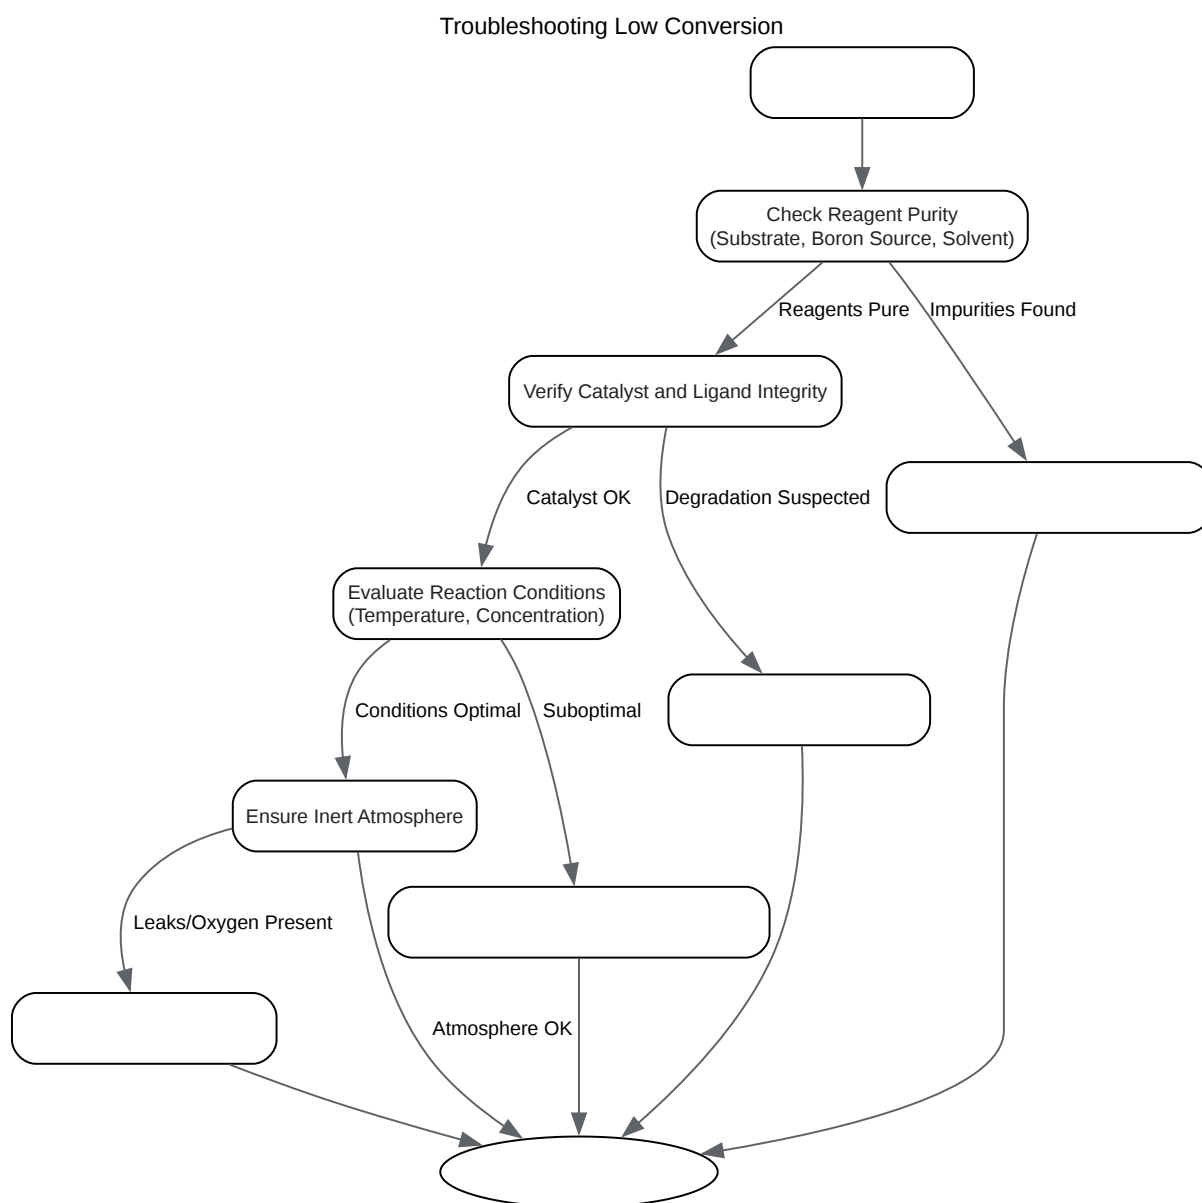 Troubleshooting Low Conversion
Check Reagent Purity
(Substrate, Boron Source, Solvent)
Reagents Pure
Impurities Found
Verify Catalyst and Ligand Integrity
Catalyst OK
Degradation Suspected
Evaluate Reaction Conditions
(Temperature, Concentration)
Conditions Optimal
Suboptimal
Ensure Inert Atmosphere
Leaks/Oxygen Present
Atmosphere OK